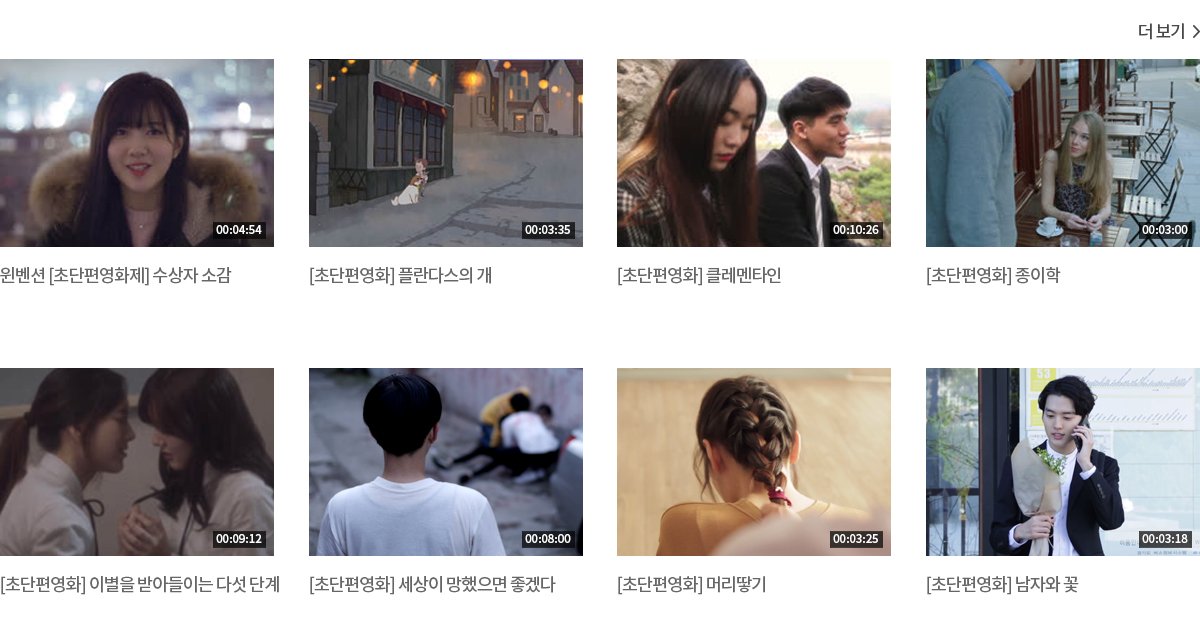 더 보기
00:04:54
00:03:35
00:10:26
00:03:00
윈벤션 [초단편영화제] 수상자 소감
[초단편영화] 플란다스의 개
[초단편영화] 클레멘타인
[초단편영화] 종이학
53
00:09:12
00:08:00
00:03:25
00:03:18
[초단편영화] 이별을 받아들이는 다섯 단계
[초단편영화] 세상이 망했으면 좋겠다
[초단편영화] 머리땋기
[초단편영화] 남자와 꽃